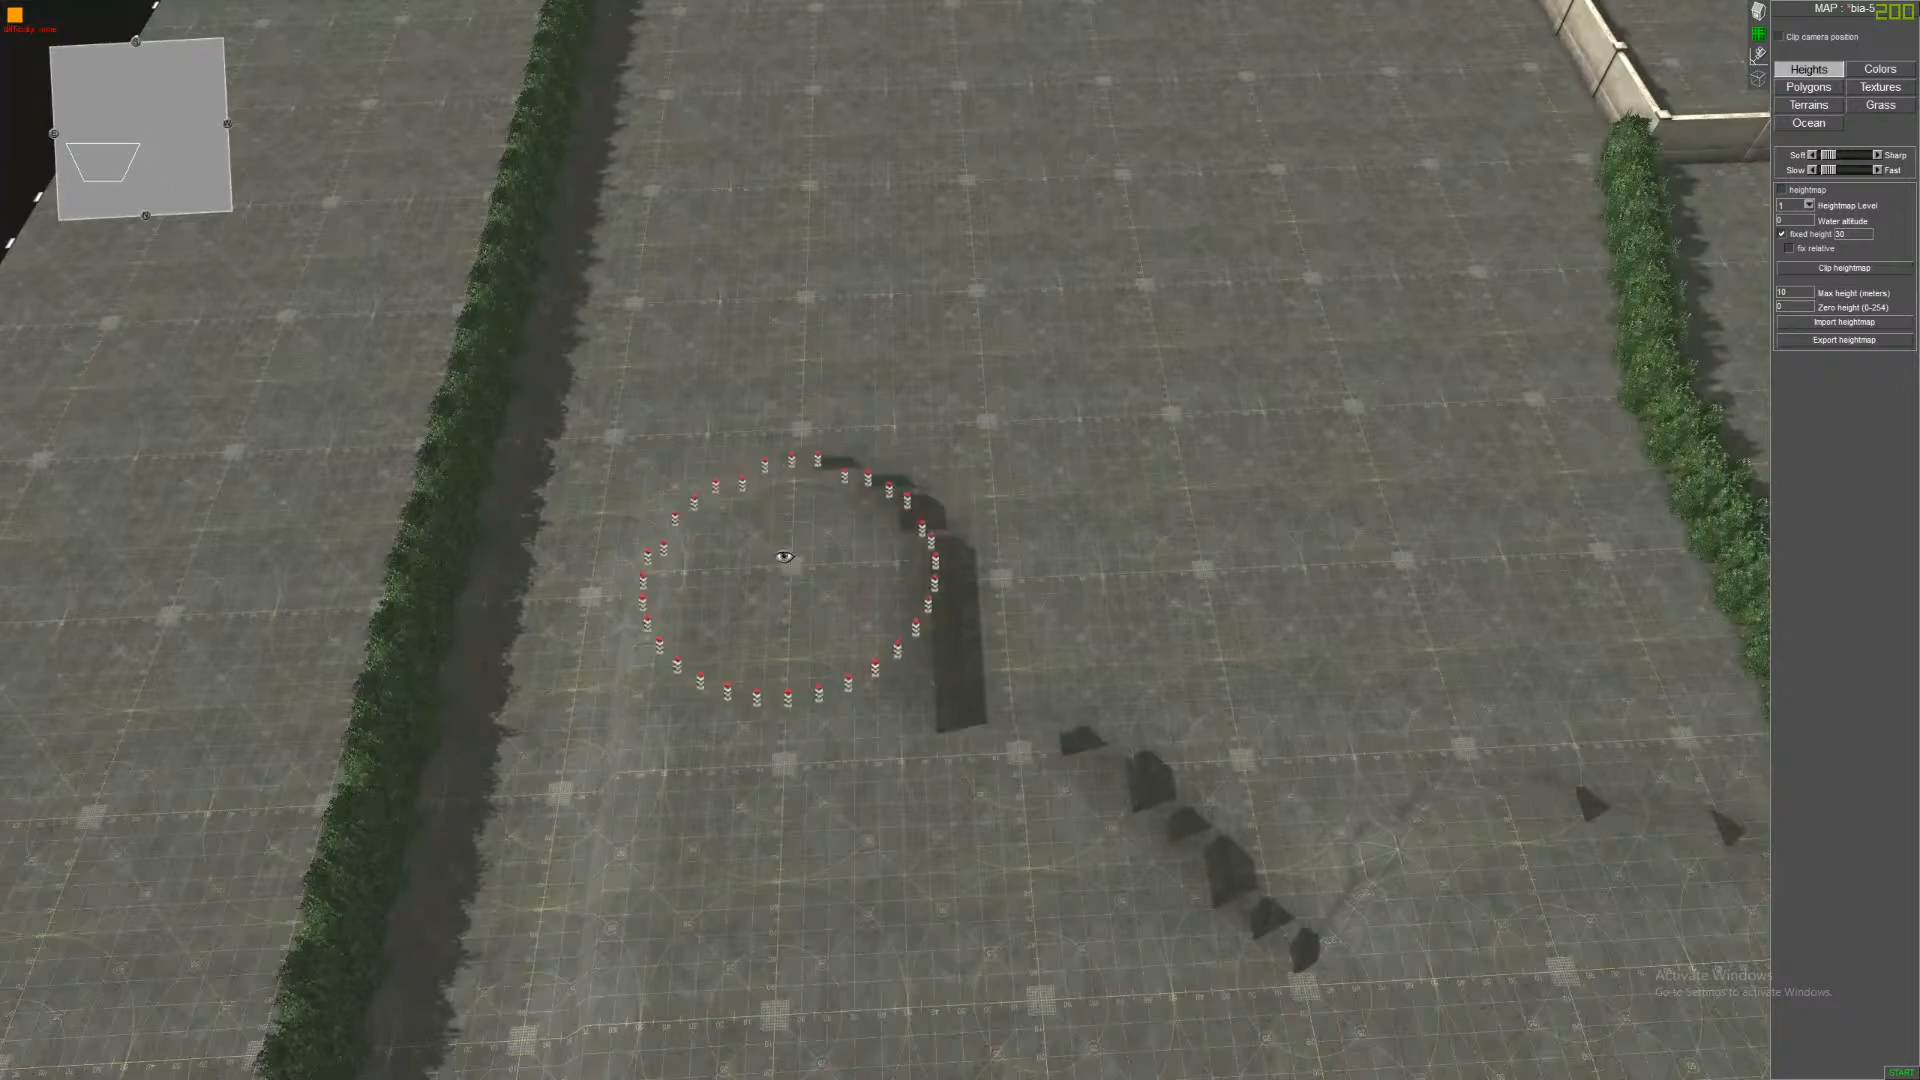 difficulty: none
MAP : *bia-5
200
Clip camera position
Heights
Colors
Polygons
Textures
Terrains
Grass
Ocean
Soft
Sharp
Slow
Fast
heightmap
1 Heightmap Level
0 Water altitude
fixed height 30
fix relative
Clip heightmap
10 Max height (meters)
0 Zero height (0-254)
Import heightmap
Export heightmap
Activate Windows
Go to Settings to activate Windows.
START